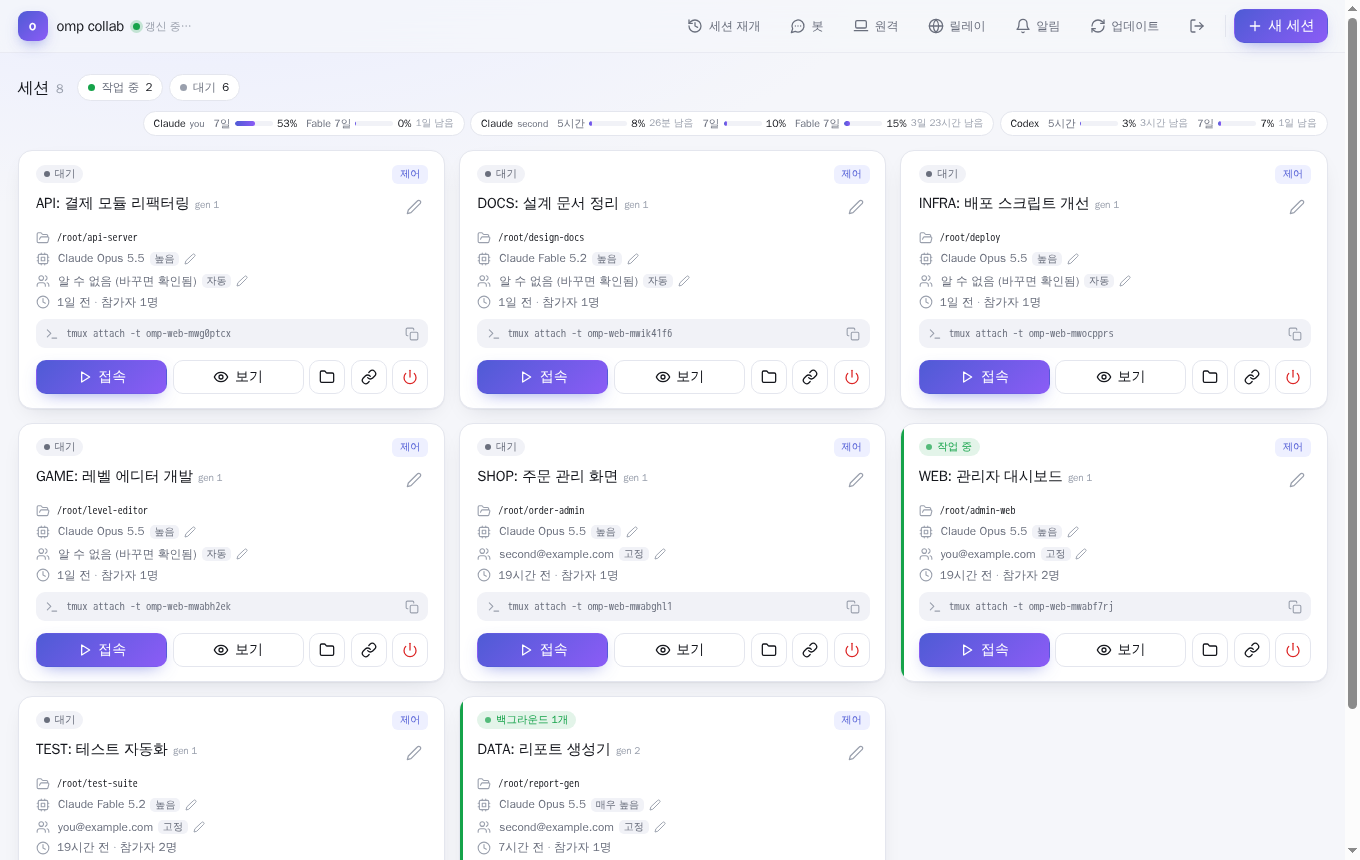 o omp collab 갱신 중… 세션 재개 봇 원격 릴레이 알림 업데이트 새 세션
세션 8 작업 중 2 대기 6
Claude you 7일 53% Fable 7일 0% 1일 남음 Claude second 5시간 8% 26분 남음 7일 10% Fable 7일 15% 3일 23시간 남음 Codex 5시간 3% 3시간 남음 7일 7% 1일 남음
대기 제어
API: 결제 모듈 리팩터링 gen 1
/root/api-server
Claude Opus 5.5 높음
알 수 없음 (바꾸면 확인됨) 자동
1일 전 · 참가자 1명
tmux attach -t omp-web-mwg0ptcx
접속 보기
대기 제어
DOCS: 설계 문서 정리 gen 1
/root/design-docs
Claude Fable 5.2 높음
알 수 없음 (바꾸면 확인됨) 자동
1일 전 · 참가자 1명
tmux attach -t omp-web-mwik41f6
접속 보기
대기 제어
INFRA: 배포 스크립트 개선 gen 1
/root/deploy
Claude Opus 5.5 높음
알 수 없음 (바꾸면 확인됨) 자동
1일 전 · 참가자 1명
tmux attach -t omp-web-mwocpprs
접속 보기
대기 제어
GAME: 레벨 에디터 개발 gen 1
/root/level-editor
Claude Opus 5.5 높음
알 수 없음 (바꾸면 확인됨) 자동
1일 전 · 참가자 1명
tmux attach -t omp-web-mwabh2ek
접속 보기
대기 제어
SHOP: 주문 관리 화면 gen 1
/root/order-admin
Claude Opus 5.5 높음
second@example.com 고정
19시간 전 · 참가자 1명
tmux attach -t omp-web-mwabghl1
접속 보기
작업 중 제어
WEB: 관리자 대시보드 gen 1
/root/admin-web
Claude Opus 5.5 높음
you@example.com 고정
19시간 전 · 참가자 2명
tmux attach -t omp-web-mwabf7rj
접속 보기
대기 제어
TEST: 테스트 자동화 gen 1
/root/test-suite
Claude Fable 5.2 높음
you@example.com 고정
19시간 전 · 참가자 2명
백그라운드 1개 제어
DATA: 리포트 생성기 gen 2
/root/report-gen
Claude Opus 5.5 매우 높음
second@example.com 고정
7시간 전 · 참가자 1명